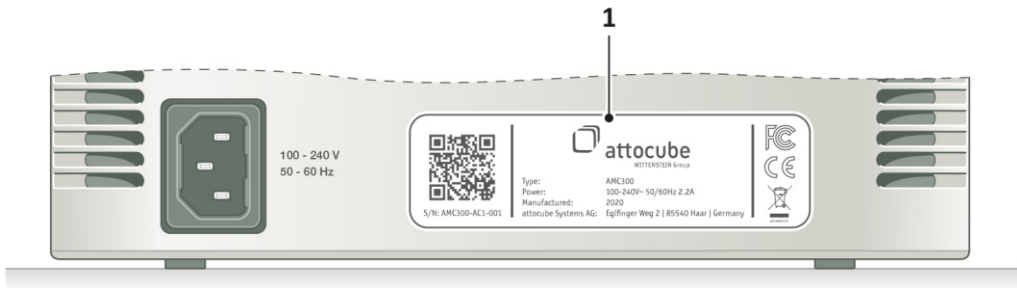 1
100 - 240 V
50 - 60 Hz
attocube
WITTENSTEIN Group
Type: AMC300
Power: 100-240V~ 50/60Hz 2.2A
Manufactured: 2020
attocube Systems AG: Eglfinger Weg 2 | 85540 Haar | Germany
S/N: AMC300-AC1-001
FC
CE